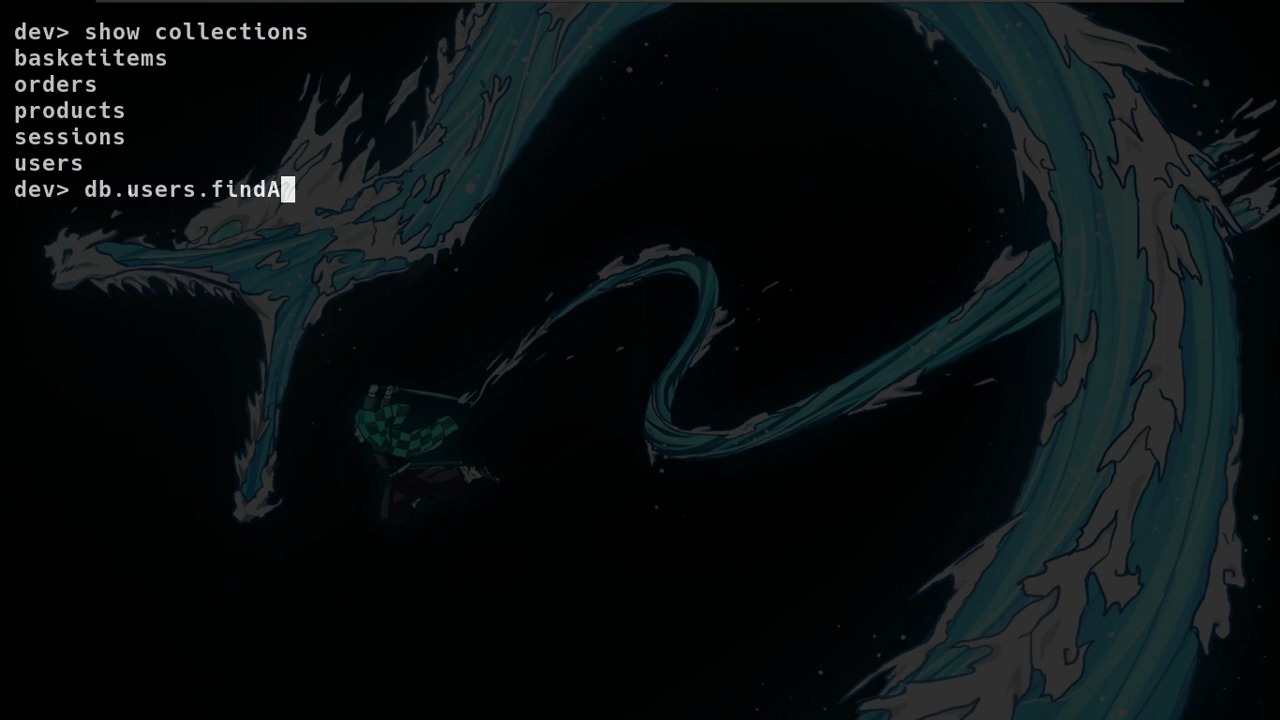 dev> show collections
basketitems
orders
products
sessions
users
dev> db.users.findA